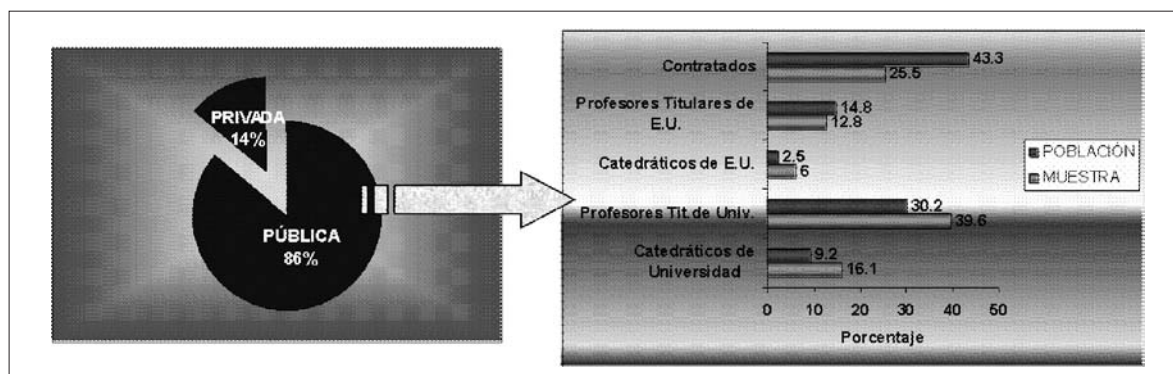 PRIVADA
14%
PÚBLICA
86%
Contratados
43.3
25.5
Profesores Titulares de
E.U.
14.8
12.8
Catedráticos de E.U.
2.5
6
Profesores Tit.de Univ.
30.2
39.6
Catedráticos de
Universidad
9.2
16.1
0 10 20 30 40 50
Porcentaje
POBLACIÓN
MUESTRA